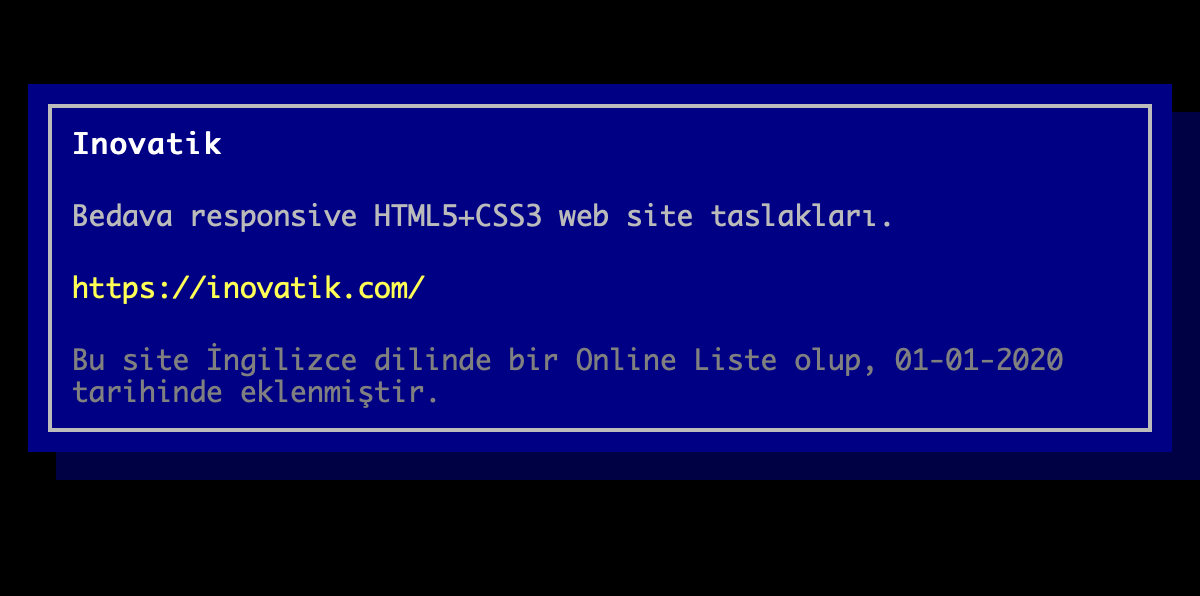 Inovatik
Bedava responsive HTML5+CSS3 web site taslakları.
https://inovatik.com/
Bu site İngilizce dilinde bir Online Liste olup, 01-01-2020
tarihinde eklenmiştir.